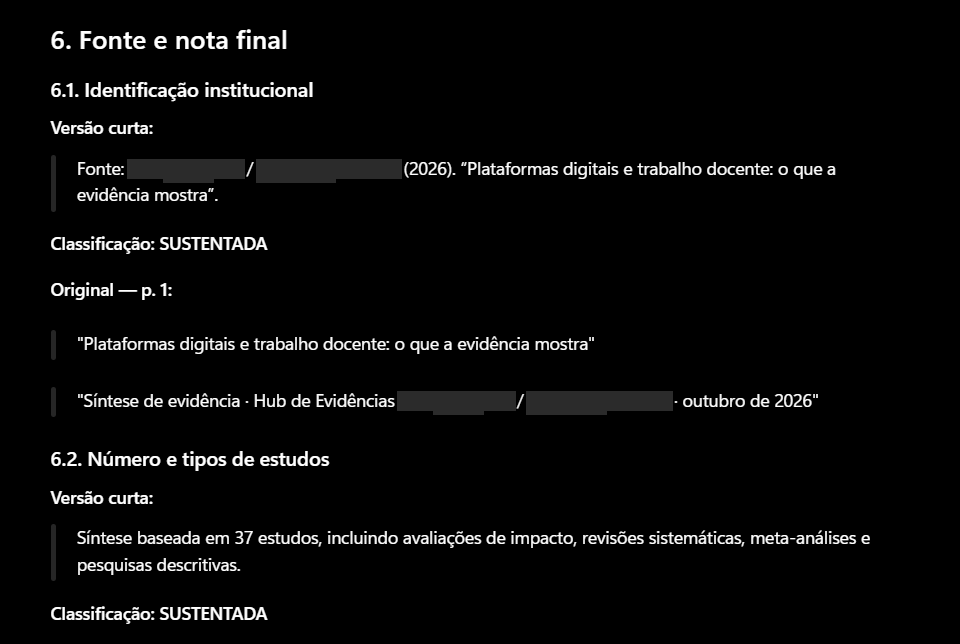 6. Fonte e nota final
6.1. Identificação institucional
Versão curta:
Fonte: / (2026). “Plataformas digitais e trabalho docente: o que a
evidência mostra”.
Classificação: SUSTENTADA
Original — p. 1:
"Plataformas digitais e trabalho docente: o que a evidência mostra"
"Síntese de evidência · Hub de Evidências / · outubro de 2026"
6.2. Número e tipos de estudos
Versão curta:
Síntese baseada em 37 estudos, incluindo avaliações de impacto, revisões sistemáticas, meta-análises e
pesquisas descritivas.
Classificação: SUSTENTADA